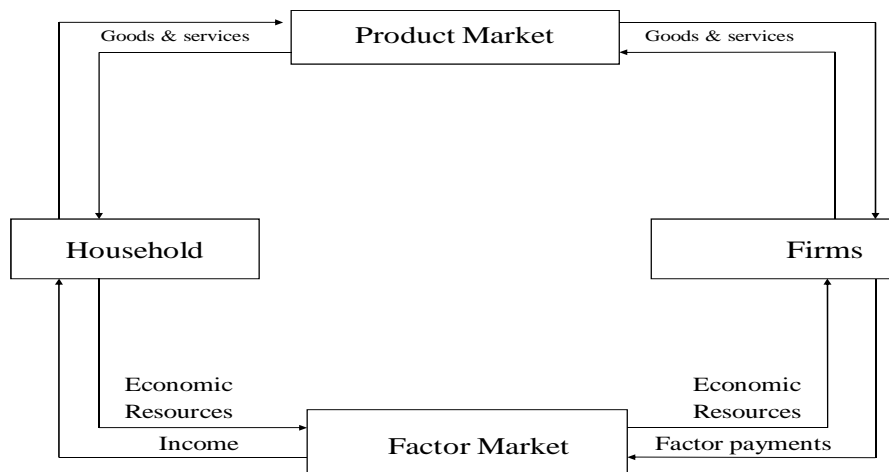 Product Market
Goods & services
Goods & services
Household
Firms
Economic
Resources
Economic
Resources
Income
Factor Market
Factor payments